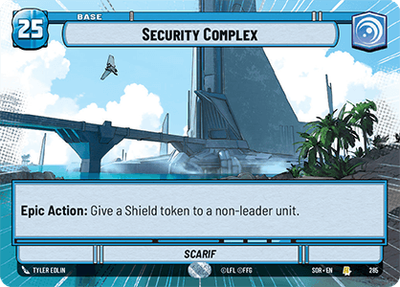 BASE
25
SECURITY COMPLEX
Epic Action: Give a Shield token to a non-leader unit.
SCARIF
TYLER EDLIN
©LFL ©FFG
SOR • EN
285